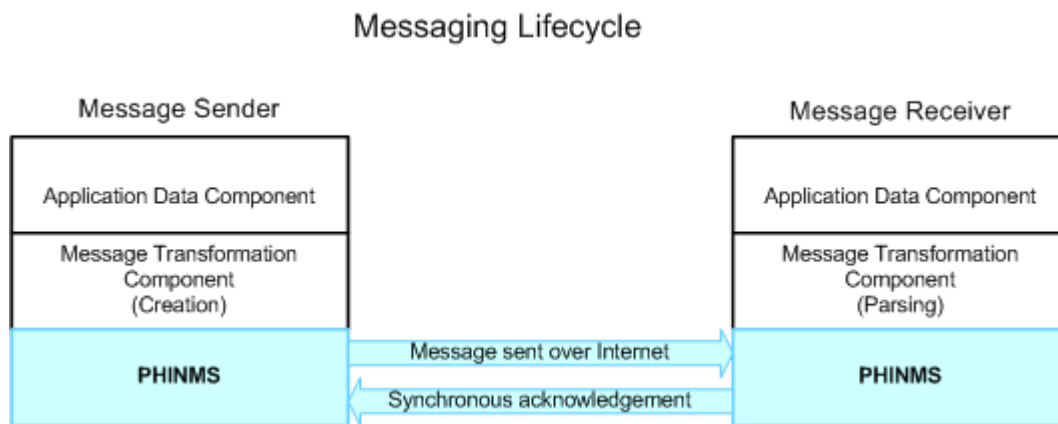 Messaging Lifecycle
Message Sender
Message Receiver
Application Data Component
Application Data Component
Message Transformation
Component
(Creation)
Message Transformation
Component
(Parsing)
PHINMS
Message sent over Internet
Synchronous acknowledgement
PHINMS